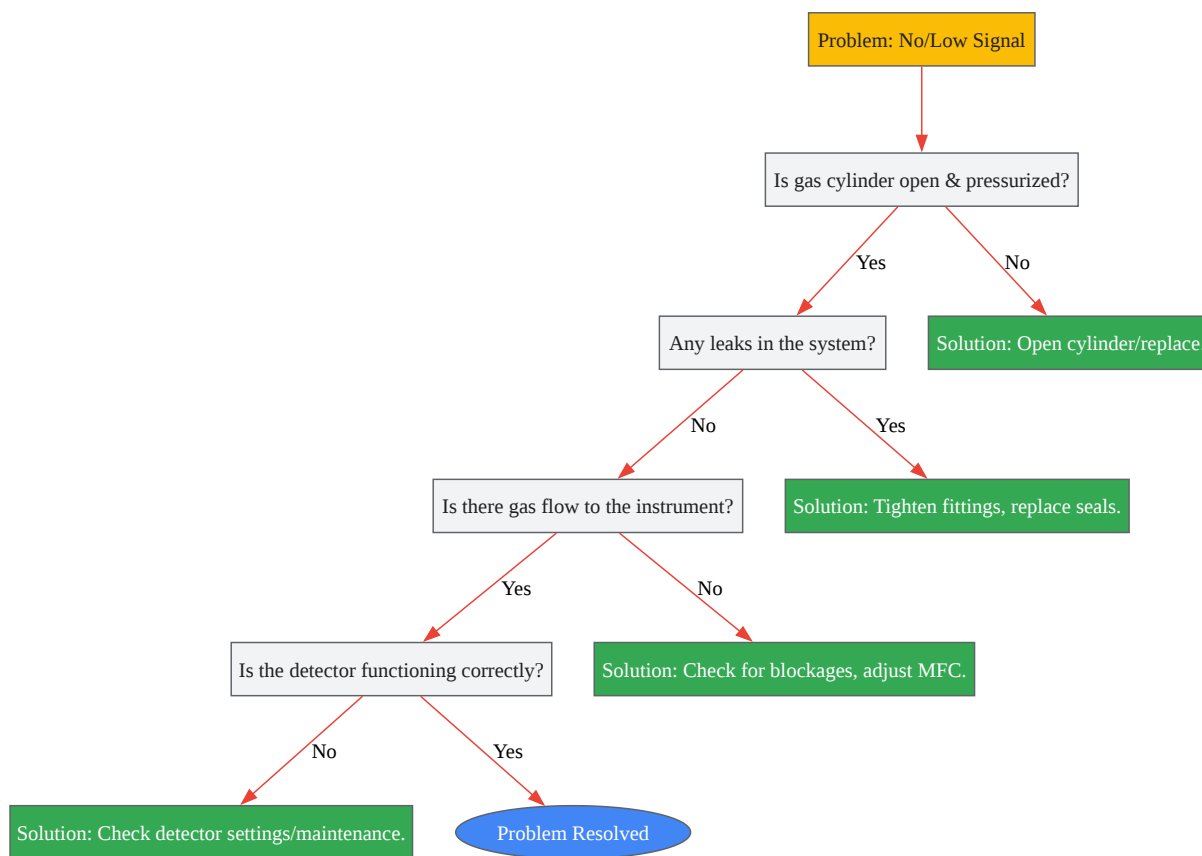 Problem: No/Low Signal
Is gas cylinder open & pressurized?
Yes
No
Any leaks in the system?
Solution: Open cylinder/replace
No
Yes
Is there gas flow to the instrument?
Solution: Tighten fittings, replace seals.
Yes
No
Is the detector functioning correctly?
Solution: Check for blockages, adjust MFC.
No
Yes
Solution: Check detector settings/maintenance.
Problem Resolved